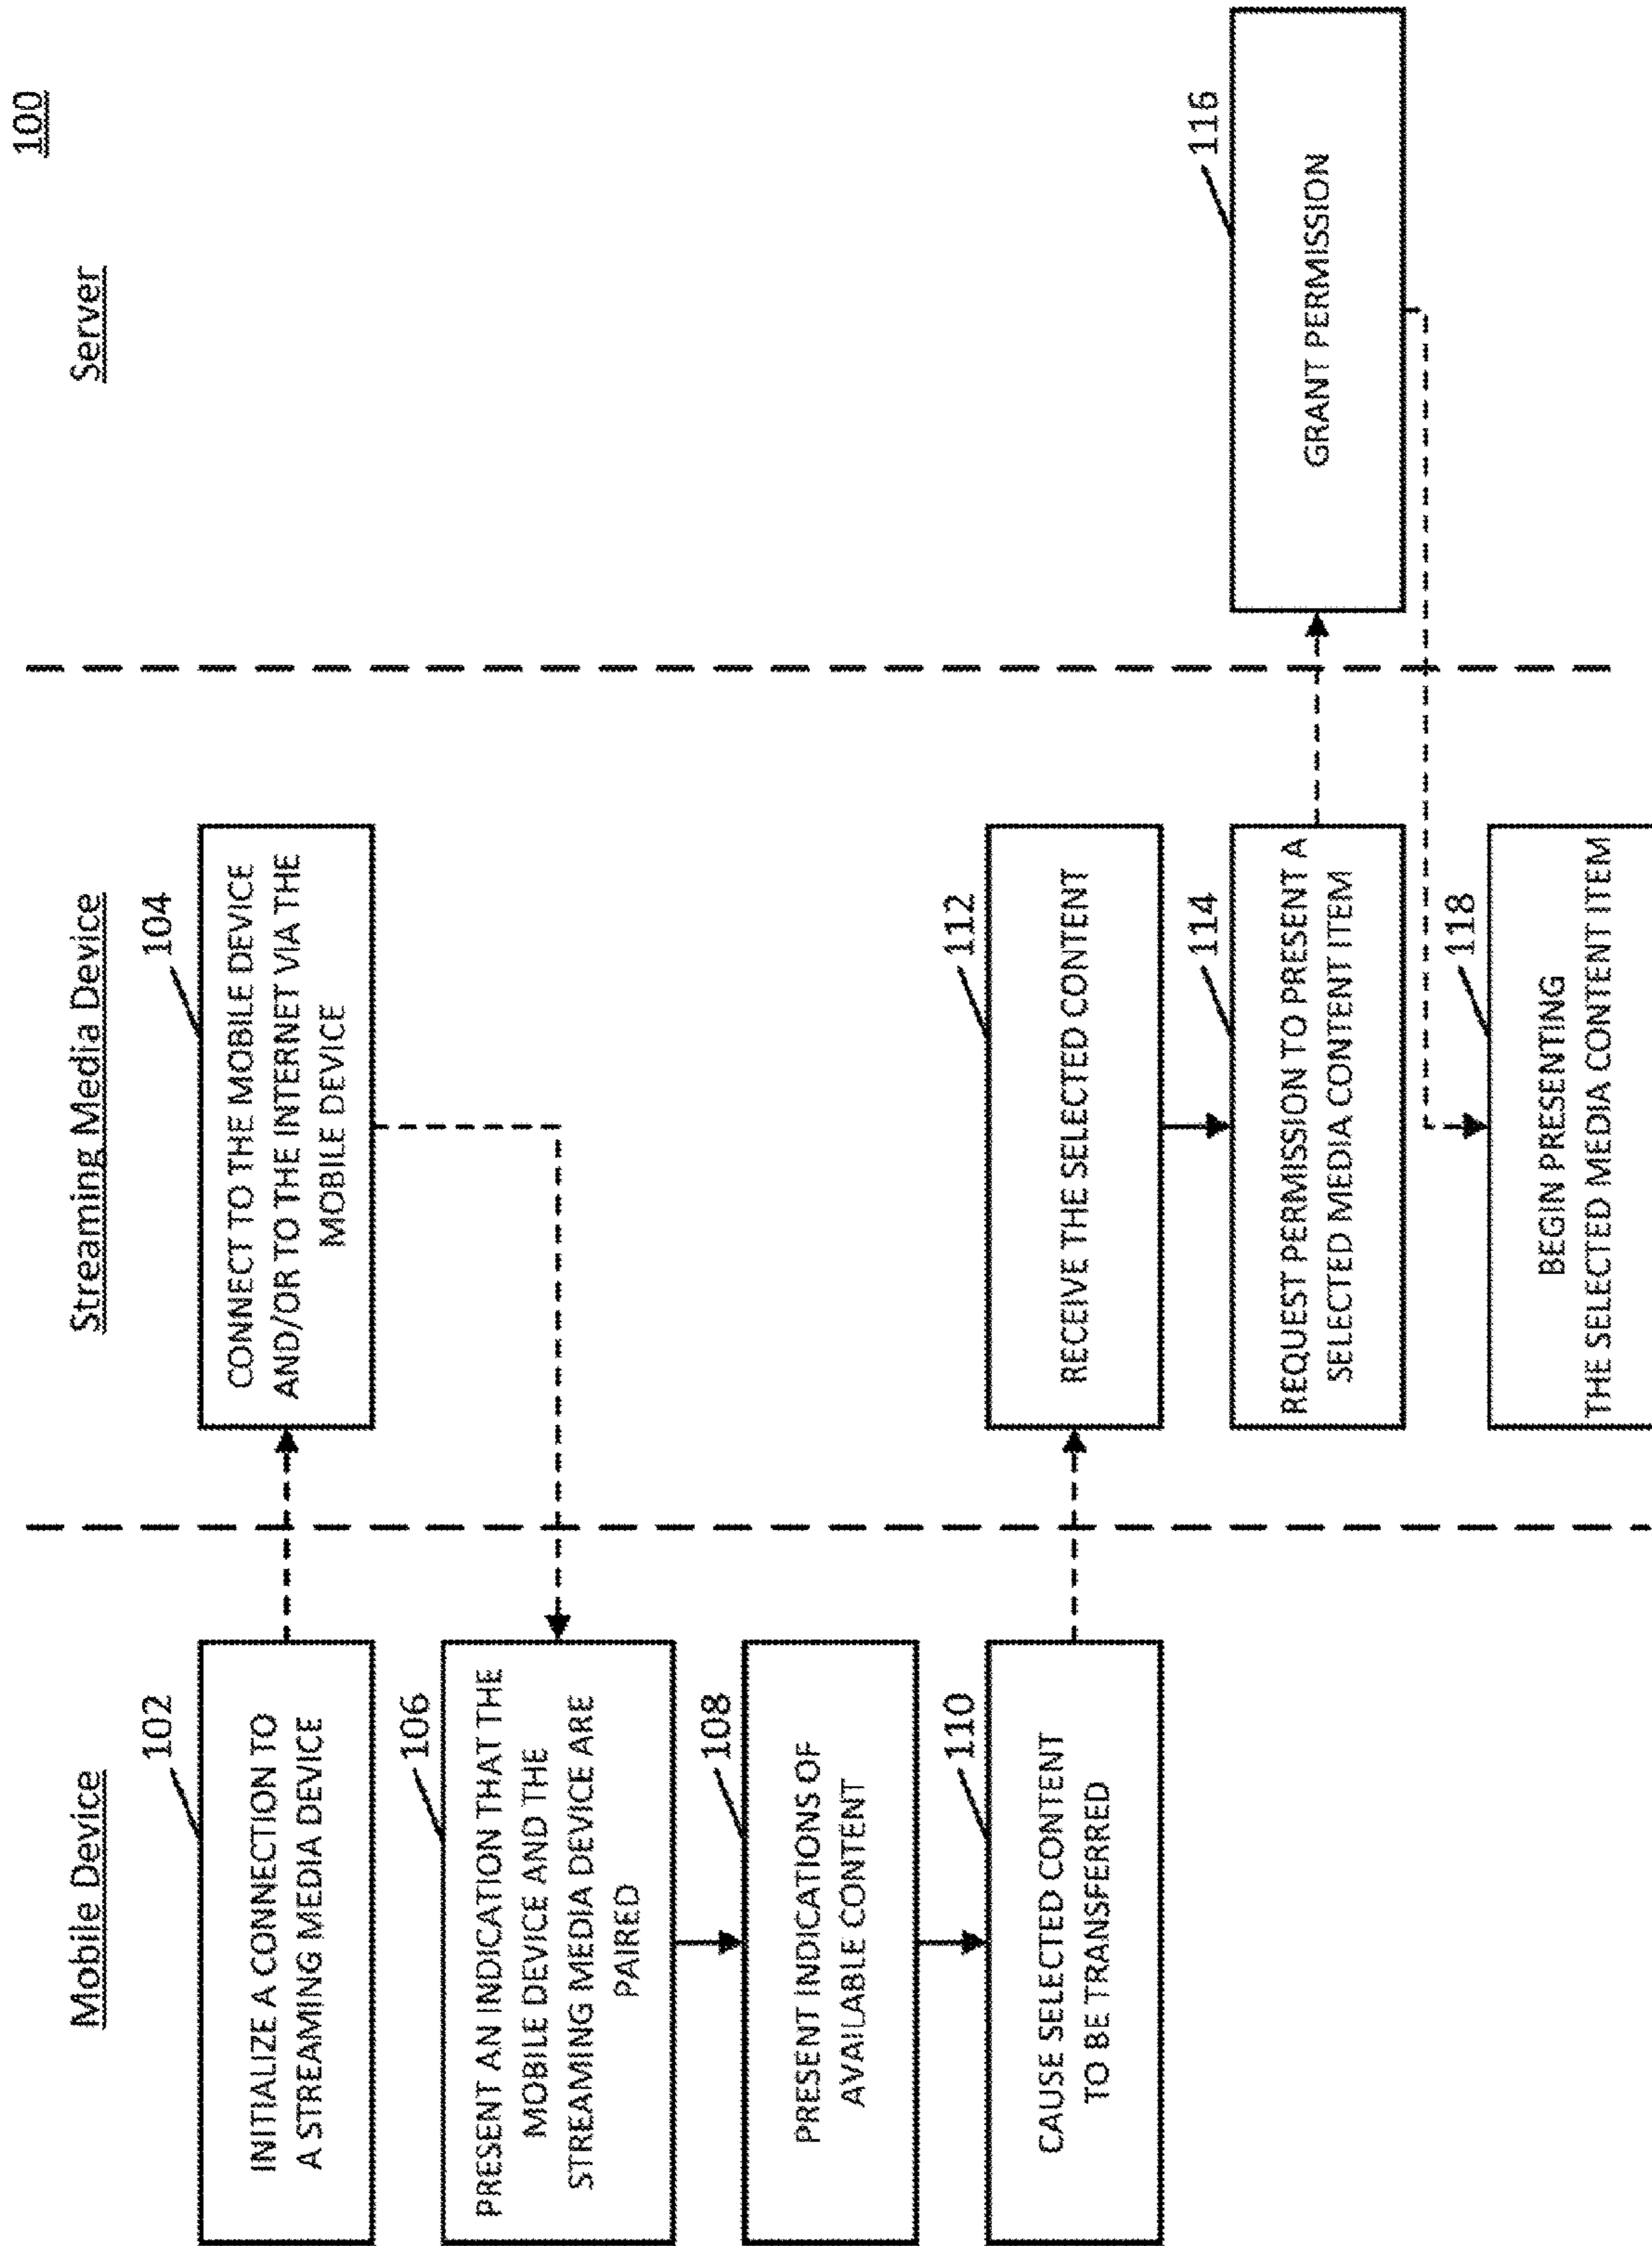 100
Mobile Device
Streaming Media Device
Server
102
INITIALIZE A CONNECTION TO
A STREAMING MEDIA DEVICE
104
CONNECT TO THE MOBILE DEVICE
AND/OR TO THE INTERNET VIA THE
MOBILE DEVICE
106
PRESENT AN INDICATION THAT THE
MOBILE DEVICE AND THE
STREAMING MEDIA DEVICE ARE
PAIRED
108
PRESENT INDICATIONS OF
AVAILABLE CONTENT
110
CAUSE SELECTED CONTENT
TO BE TRANSFERRED
112
RECEIVE THE SELECTED CONTENT
114
REQUEST PERMISSION TO PRESENT A
SELECTED MEDIA CONTENT ITEM
116
GRANT PERMISSION
118
BEGIN PRESENTING
THE SELECTED MEDIA CONTENT ITEM